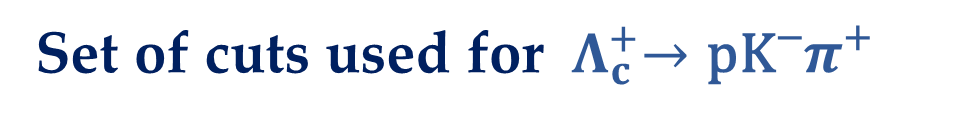 Set of cuts used for Λc+→ pK−π+